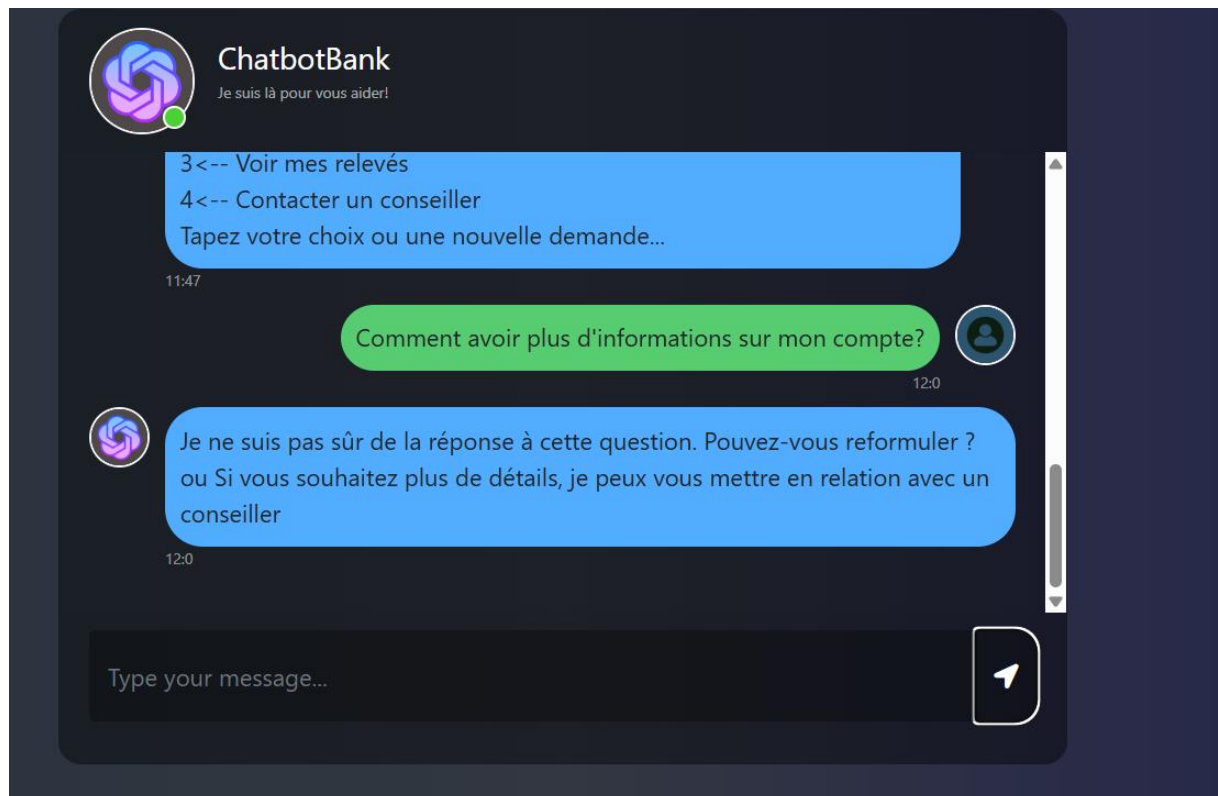 ChatbotBank
Je suis là pour vous aider!
3<-- Voir mes relevés
4<-- Contacter un conseiller
Tapez votre choix ou une nouvelle demande...
11:47
Comment avoir plus d'informations sur mon compte?
12:0
Je ne suis pas sûr de la réponse à cette question. Pouvez-vous reformuler ?
ou Si vous souhaitez plus de détails, je peux vous mettre en relation avec un
conseiller
12:0
Type your message...